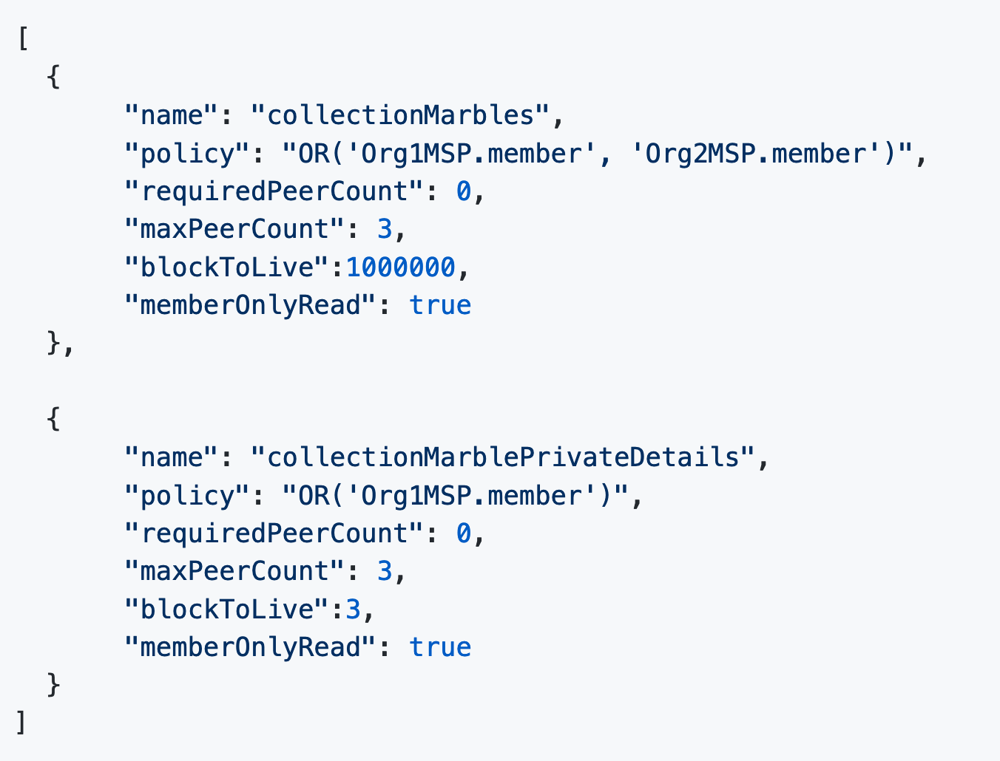 [
  {
       "name": "collectionMarbles",
       "policy": "OR('Org1MSP.member', 'Org2MSP.member')",
       "requiredPeerCount": 0,
       "maxPeerCount": 3,
       "blockToLive":1000000,
       "memberOnlyRead": true
  },

  {
       "name": "collectionMarblePrivateDetails",
       "policy": "OR('Org1MSP.member')",
       "requiredPeerCount": 0,
       "maxPeerCount": 3,
       "blockToLive":3,
       "memberOnlyRead": true
  }
]